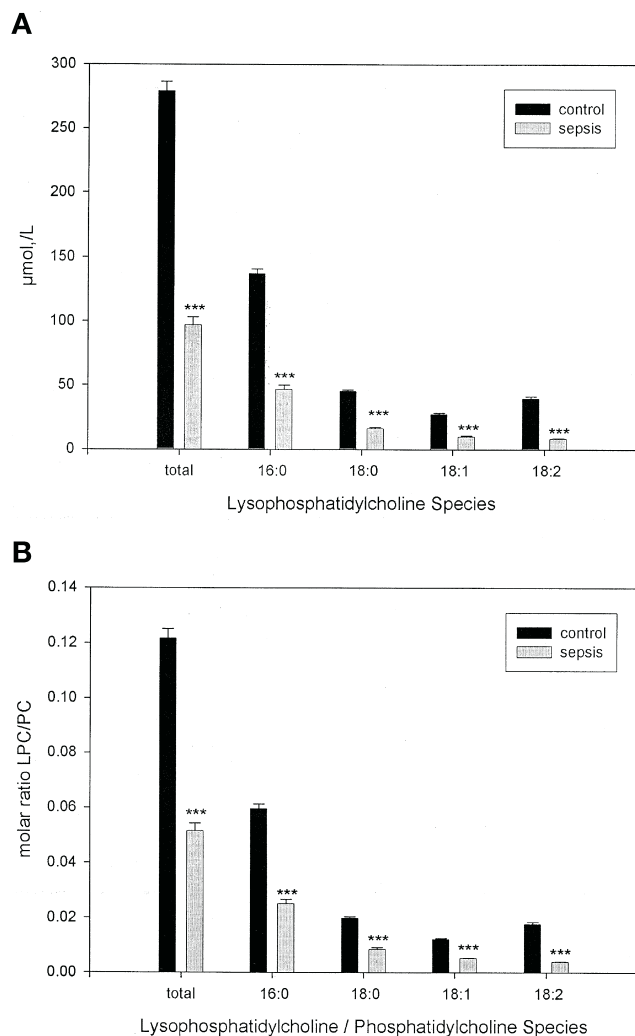 A
300
250
200
150
100
50
0
µmol,/L
control
sepsis
***
***
***
***
***
total 16:0 18:0 18:1 18:2
Lysophosphatidylcholine Species
B
0.14
0.12
0.10
0.08
0.06
0.04
0.02
0.00
molar ratio LPC/PC
control
sepsis
***
***
***
***
***
total 16:0 18:0 18:1 18:2
Lysophosphatidylcholine / Phosphatidylcholine Species